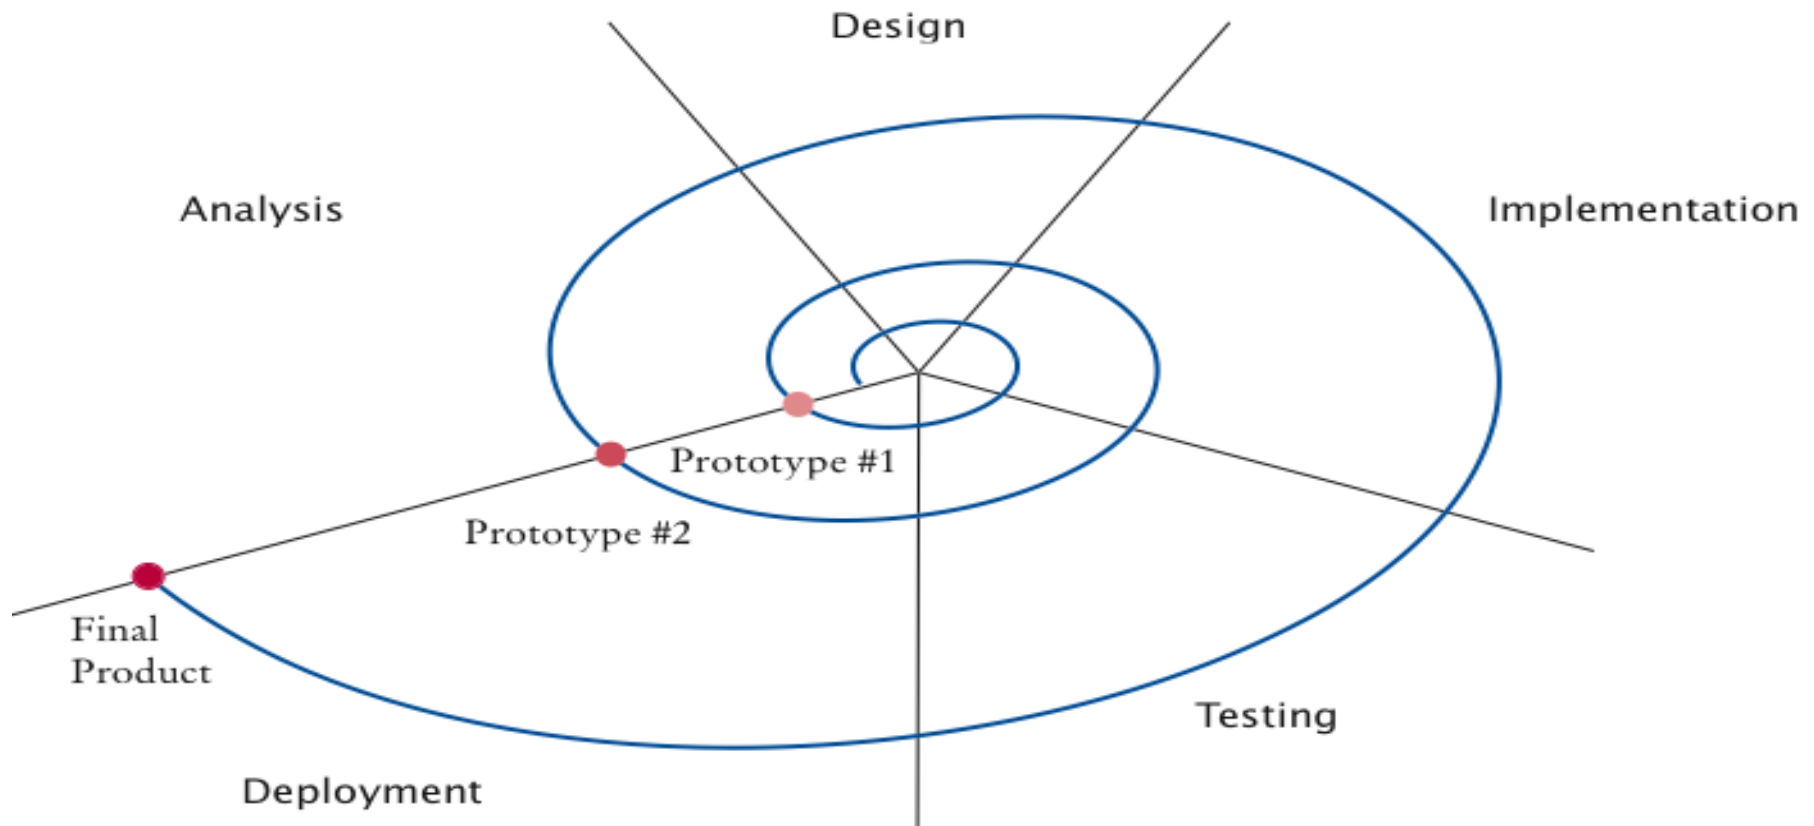 Design
Analysis
Implementation
Prototype #1
Prototype #2
Final
Product
Testing
Deployment